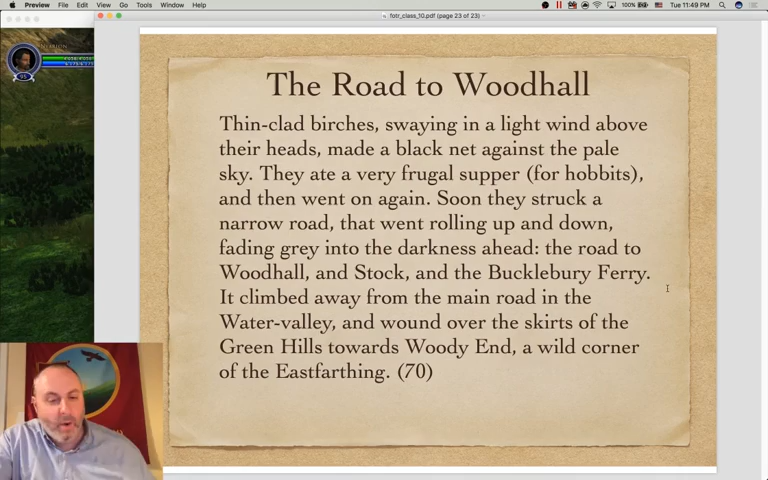 Preview File Edit View Go Tools Window Help
100% Tue 11:49 PM
fotr_class_10.pdf (page 23 of 23)
95
The Road to Woodhall
Thin-clad birches, swaying in a light wind above
their heads, made a black net against the pale
sky. They ate a very frugal supper (for hobbits),
and then went on again. Soon they struck a
narrow road, that went rolling up and down,
fading grey into the darkness ahead: the road to
Woodhall, and Stock, and the Bucklebury Ferry.
It climbed away from the main road in the
Water-valley, and wound over the skirts of the
Green Hills towards Woody End, a wild corner
of the Eastfarthing. (70)